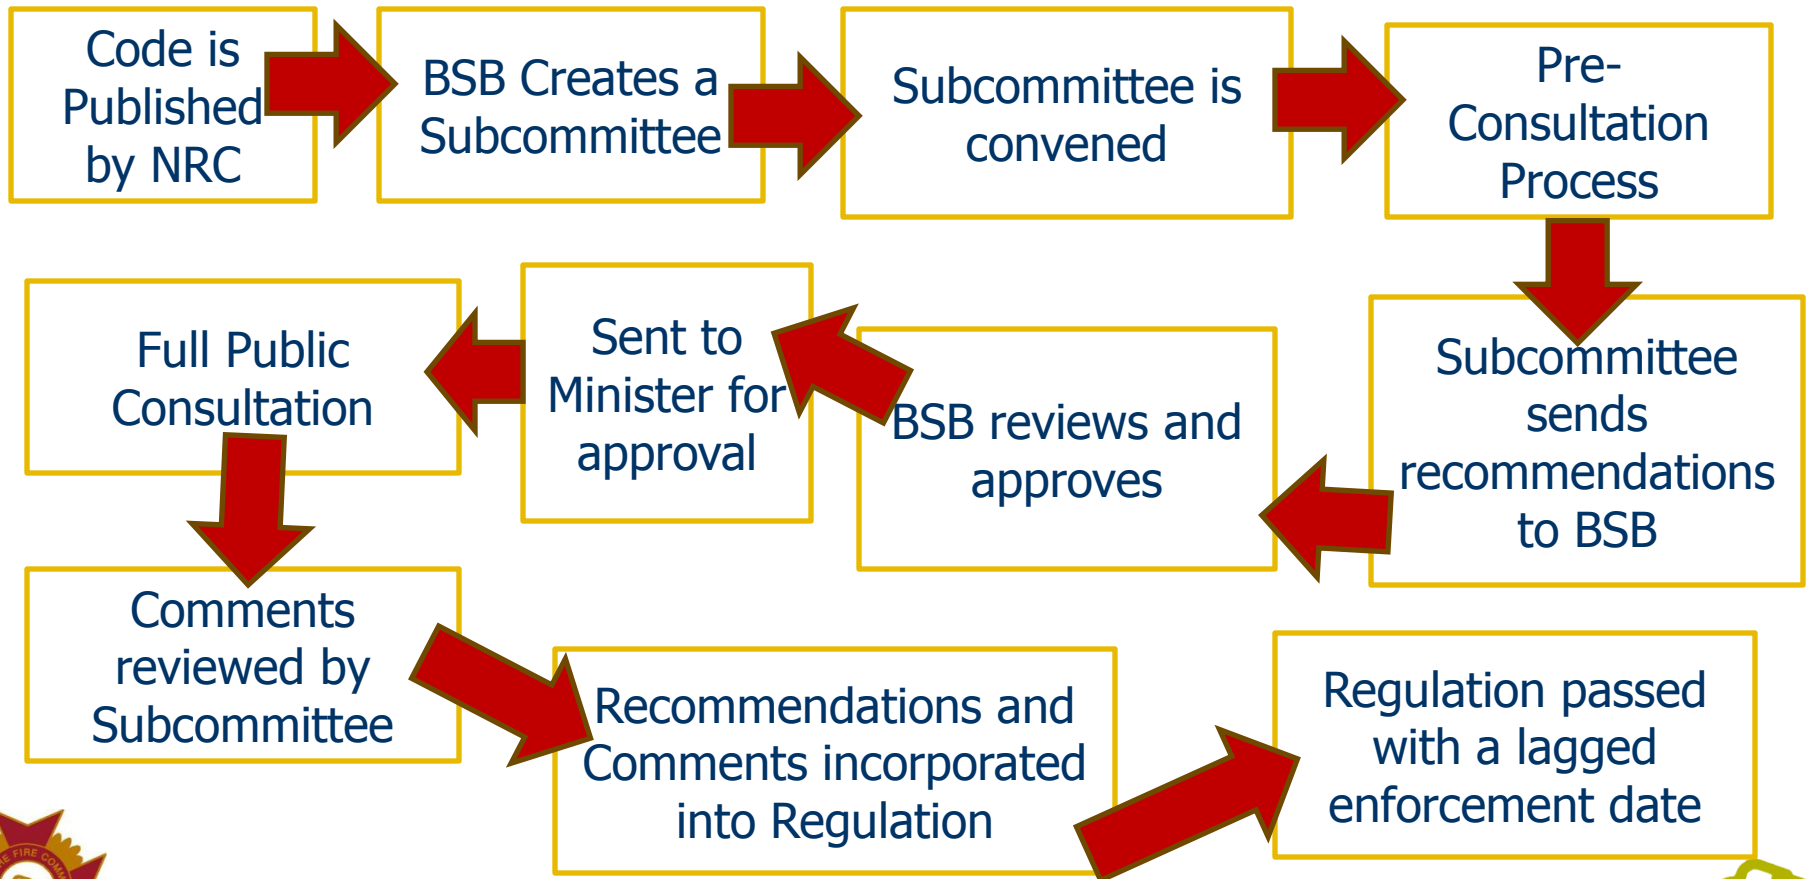 Code is
Published
by NRC
BSB Creates a
Subcommittee
Subcommittee is
convened
Pre-
Consultation
Process
Subcommittee
sends
recommendations
to BSB
BSB reviews and
approves
Sent to
Minister for
approval
Full Public
Consultation
Comments
reviewed by
Subcommittee
Recommendations and
Comments incorporated
into Regulation
Regulation passed
with a lagged
enforcement date
FIRE